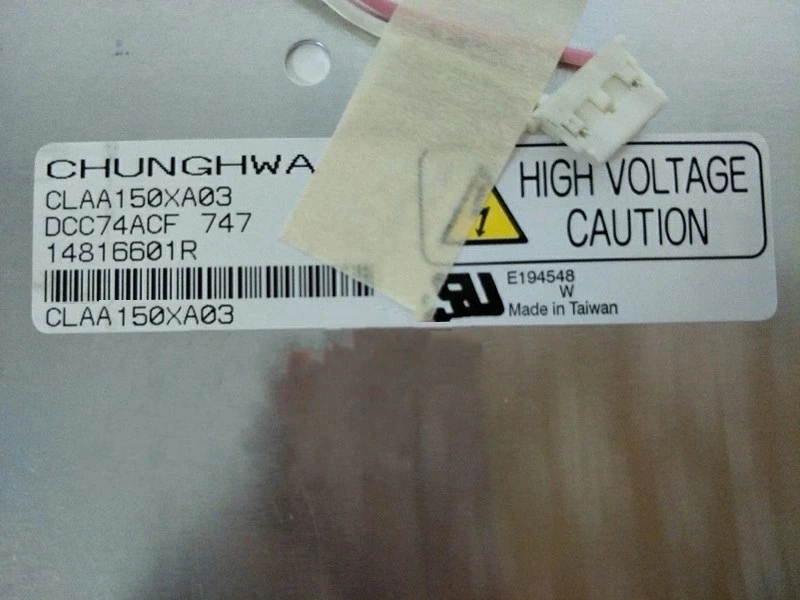 CHUNGHWA
CLAA150XA03
DCC74ACF 747
14816601R
CLAA150XA03
HIGH VOLTAGE
CAUTION
E194548
W
Made in Taiwan